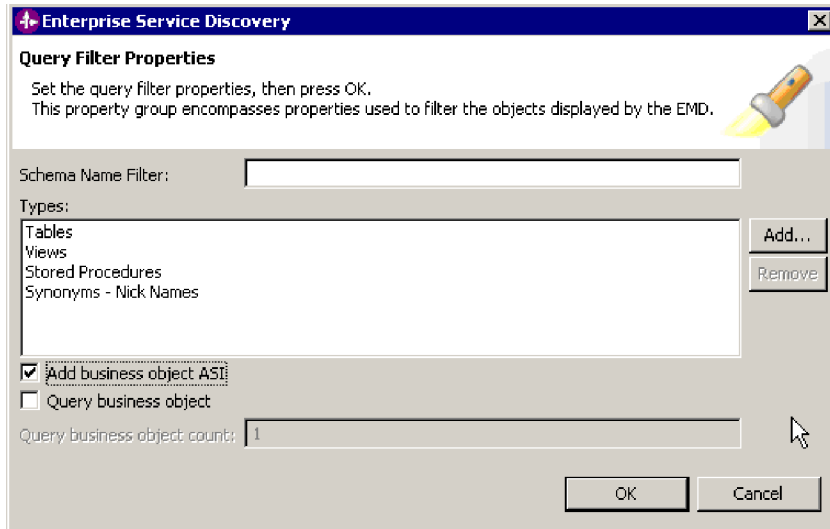 Enterprise Service Discovery
Query Filter Properties
Set the query filter properties, then press OK.
This property group encompasses properties used to filter the objects displayed by the EMD.
Schema Name Filter:
Types:
Tables
Views
Stored Procedures
Synonyms - Nick Names
Add...
Remove
Add business object ASI
Query business object
Query business object count: 1
OK Cancel